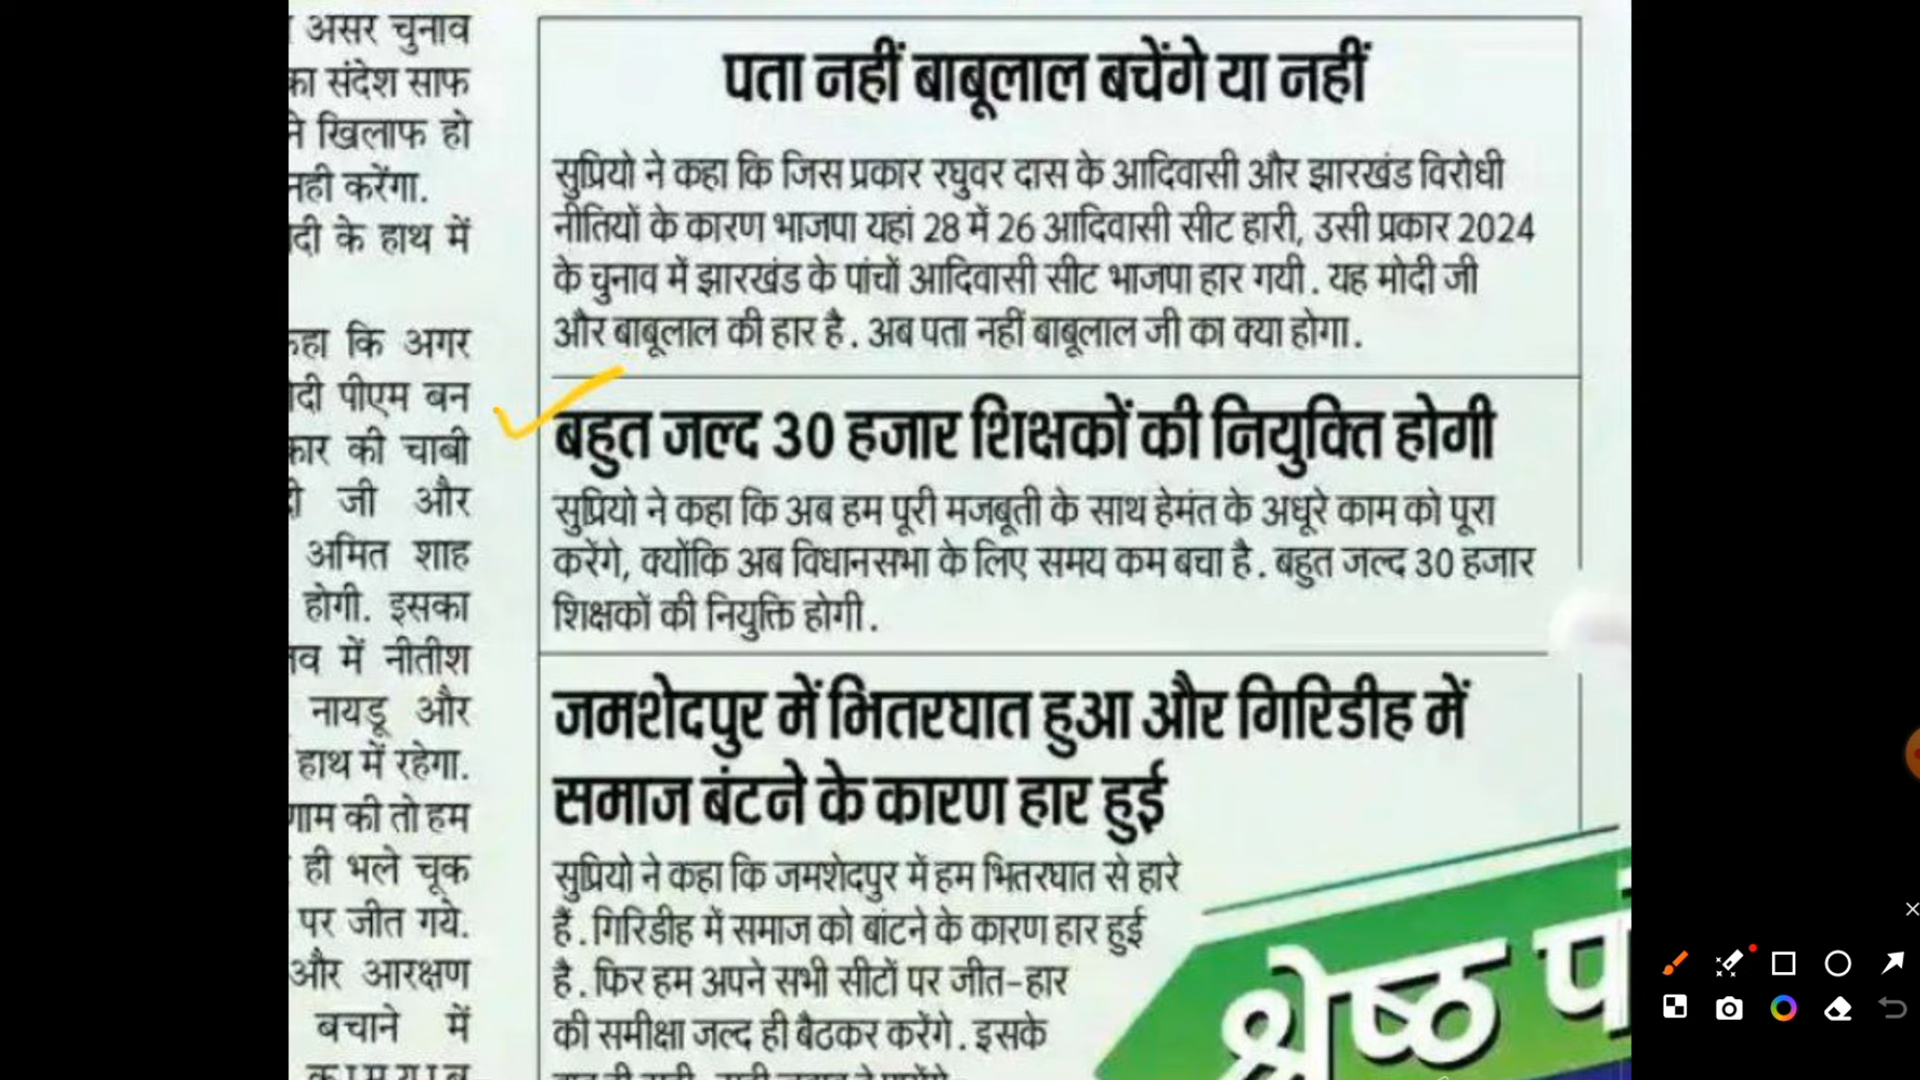 असर चुनाव
का संदेश साफ
खिलाफ हो
नही करेंगा.
के हाथ में
कहा कि अगर
पीएम बन
की चाबी
जी और
अमित शाह
होगी. इसका
में नीतीश
नायडू और
हाथ में रहेगा.
की तो हम
ही भले चूक
पर जीत गये.
और आरक्षण
बचाने में
पता नहीं बाबूलाल बचेंगे या नहीं
सुप्रियो ने कहा कि जिस प्रकार रघुवर दास के आदिवासी और झारखंड विरोधी
नीतियों के कारण भाजपा यहां 28 में 26 आदिवासी सीट हारी, उसी प्रकार 2024
के चुनाव में झारखंड के पांचों आदिवासी सीट भाजपा हार गयी. यह मोदी जी
और बाबूलाल की हार है. अब पता नहीं बाबूलाल जी का क्या होगा.
बहुत जल्द 30 हजार शिक्षकों की नियुक्ति होगी
सुप्रियो ने कहा कि अब हम पूरी मजबूती के साथ हेमंत के अधूरे काम को पूरा
करेंगे, क्योंकि अब विधानसभा के लिए समय कम बचा है. बहुत जल्द 30 हजार
शिक्षकों की नियुक्ति होगी.
जमशेदपुर में भितरघात हुआ और गिरिडीह में
समाज बंटने के कारण हार हुई
सुप्रियो ने कहा कि जमशेदपुर में हम भितरघात से हारे
हैं. गिरिडीह में समाज को बांटने के कारण हार हुई
है. फिर हम अपने सभी सीटों पर जीत-हार
की समीक्षा जल्द ही बैठकर करेंगे. इसके
श्रेष्ठ